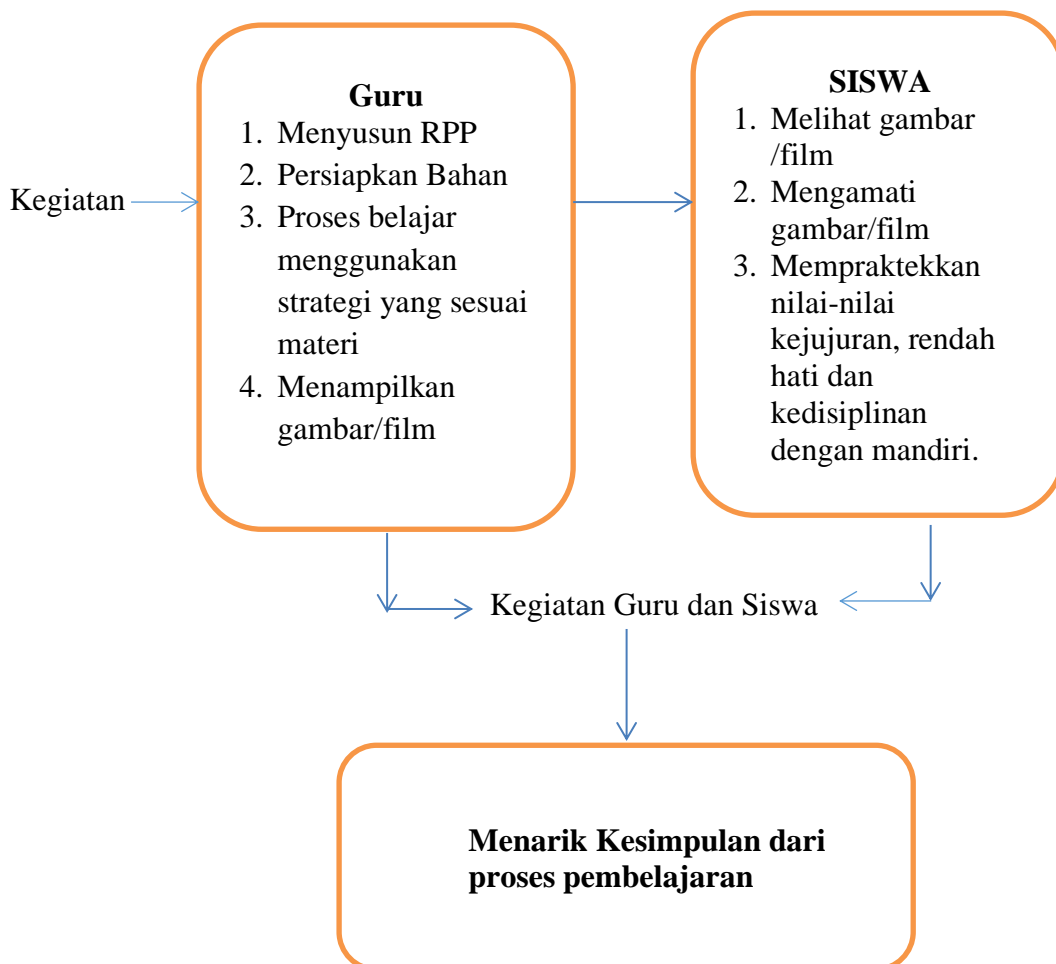 Kegiatan
Guru
1. Menyusun RPP
2. Persiapkan Bahan
3. Proses belajar
menggunakan
strategi yang sesuai
materi
4. Menampilkan
gambar/film
SISWA
1. Melihat gambar
/film
2. Mengamati
gambar/film
3. Mempraktekkan
nilai-nilai
kejujuran, rendah
hati dan
kedisiplinan
dengan mandiri.
Kegiatan Guru dan Siswa
Menarik Kesimpulan dari
proses pembelajaran